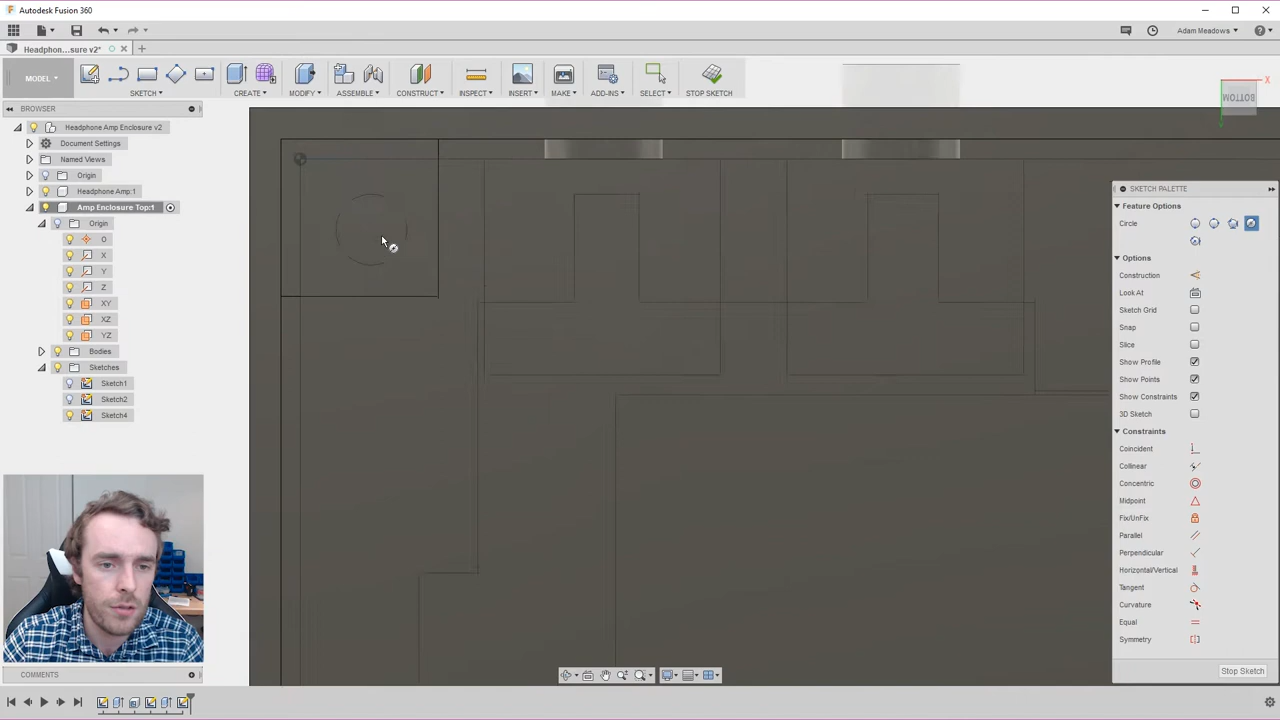 Autodesk Fusion 360
Adam Meadows
Headphon...sure v2*
MODEL
SKETCH
CREATE
MODIFY
ASSEMBLE
CONSTRUCT
INSPECT
INSERT
MAKE
ADD-INS
SELECT
STOP SKETCH
X
BOTTOM
BROWSER
Headphone Amp Enclosure v2
Document Settings
Named Views
Origin
Headphone Amp:1
Amp Enclosure Top:1
Origin
O
X
Y
Z
XY
XZ
YZ
Bodies
Sketches
Sketch1
Sketch2
Sketch4
SKETCH PALETTE
Feature Options
Circle
Options
Construction
Look At
Sketch Grid
Snap
Slice
Show Profile
Show Points
Show Constraints
3D Sketch
Constraints
Coincident
Collinear
Concentric
Midpoint
Fix/UnFix
Parallel
Perpendicular
Horizontal/Vertical
Tangent
Curvature
Equal
Symmetry
Stop Sketch
COMMENTS